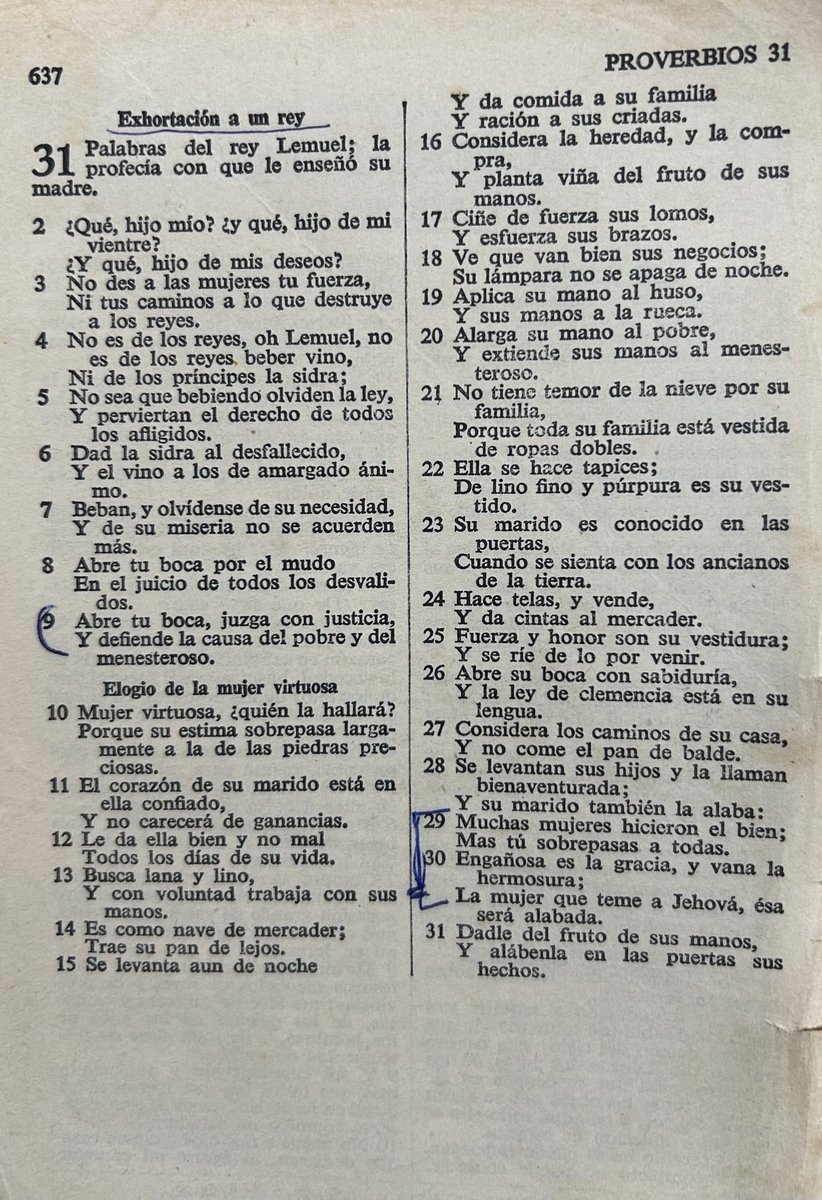 637
PROVERBIOS 31
Exhortación a un rey
31 Palabras del rey Lemuel; la
profecía con que le enseñó su
madre.
2 ¿Qué, hijo mío? ¿y qué, hijo de mi
vientre?
¿Y qué, hijo de mis deseos?
3 No des a las mujeres tu fuerza,
Ni tus caminos a lo que destruye
a los reyes.
4 No es de los reyes, oh Lemuel, no
es de los reyes beber vino,
Ni de los príncipes la sidra;
5 No sea que bebiendo olviden la ley,
Y perviertan el derecho de todos
los afligidos.
6 Dad la sidra al desfallecido,
Y el vino a los de amargado áni-
mo.
7 Beban, y olvídense de su necesidad,
Y de su miseria no se acuerden
más.
8 Abre tu boca por el mudo
En el juicio de todos los desvali-
dos.
9 Abre tu boca, juzga con justicia,
Y defiende la causa del pobre y del
menesteroso.
Elogio de la mujer virtuosa
10 Mujer virtuosa, ¿quién la hallará?
Porque su estima sobrepasa larga-
mente a la de las piedras pre-
ciosas.
11 El corazón de su marido está en
ella confiado,
Y no carecerá de ganancias.
12 Le da ella bien y no mal
Todos los días de su vida.
13 Busca lana y lino,
Y con voluntad trabaja con sus
manos.
14 Es como nave de mercader;
Trae su pan de lejos.
15 Se levanta aun de noche
Y da comida a su familia
Y ración a sus criadas.
16 Considera la heredad, y la com-
pra,
Y planta viña del fruto de sus
manos.
17 Ciñe de fuerza sus lomos,
Y esfuerza sus brazos.
18 Ve que van bien sus negocios;
Su lámpara no se apaga de noche.
19 Aplica su mano al huso,
Y sus manos a la rueca.
20 Alarga su mano al pobre,
Y extiende sus manos al menes-
teroso.
21 No tiene temor de la nieve por su
familia,
Porque toda su familia está vestida
de ropas dobles.
22 Ella se hace tapices;
De lino fino y púrpura es su ves-
tido.
23 Su marido es conocido en las
puertas,
Cuando se sienta con los ancianos
de la tierra.
24 Hace telas, y vende,
Y da cintas al mercader.
25 Fuerza y honor son su vestidura;
Y se ríe de lo por venir.
26 Abre su boca con sabiduría,
Y la ley de clemencia está en su
lengua.
27 Considera los caminos de su casa,
Y no come el pan de balde.
28 Se levantan sus hijos y la llaman
bienaventurada;
Y su marido también la alaba:
29 Muchas mujeres hicieron el bien;
Mas tú sobrepasas a todas.
30 Engañosa es la gracia, y vana la
hermosura;
La mujer que teme a Jehová, ésa
será alabada.
31 Dadle del fruto de sus manos,
Y alábenla en las puertas sus
hechos.